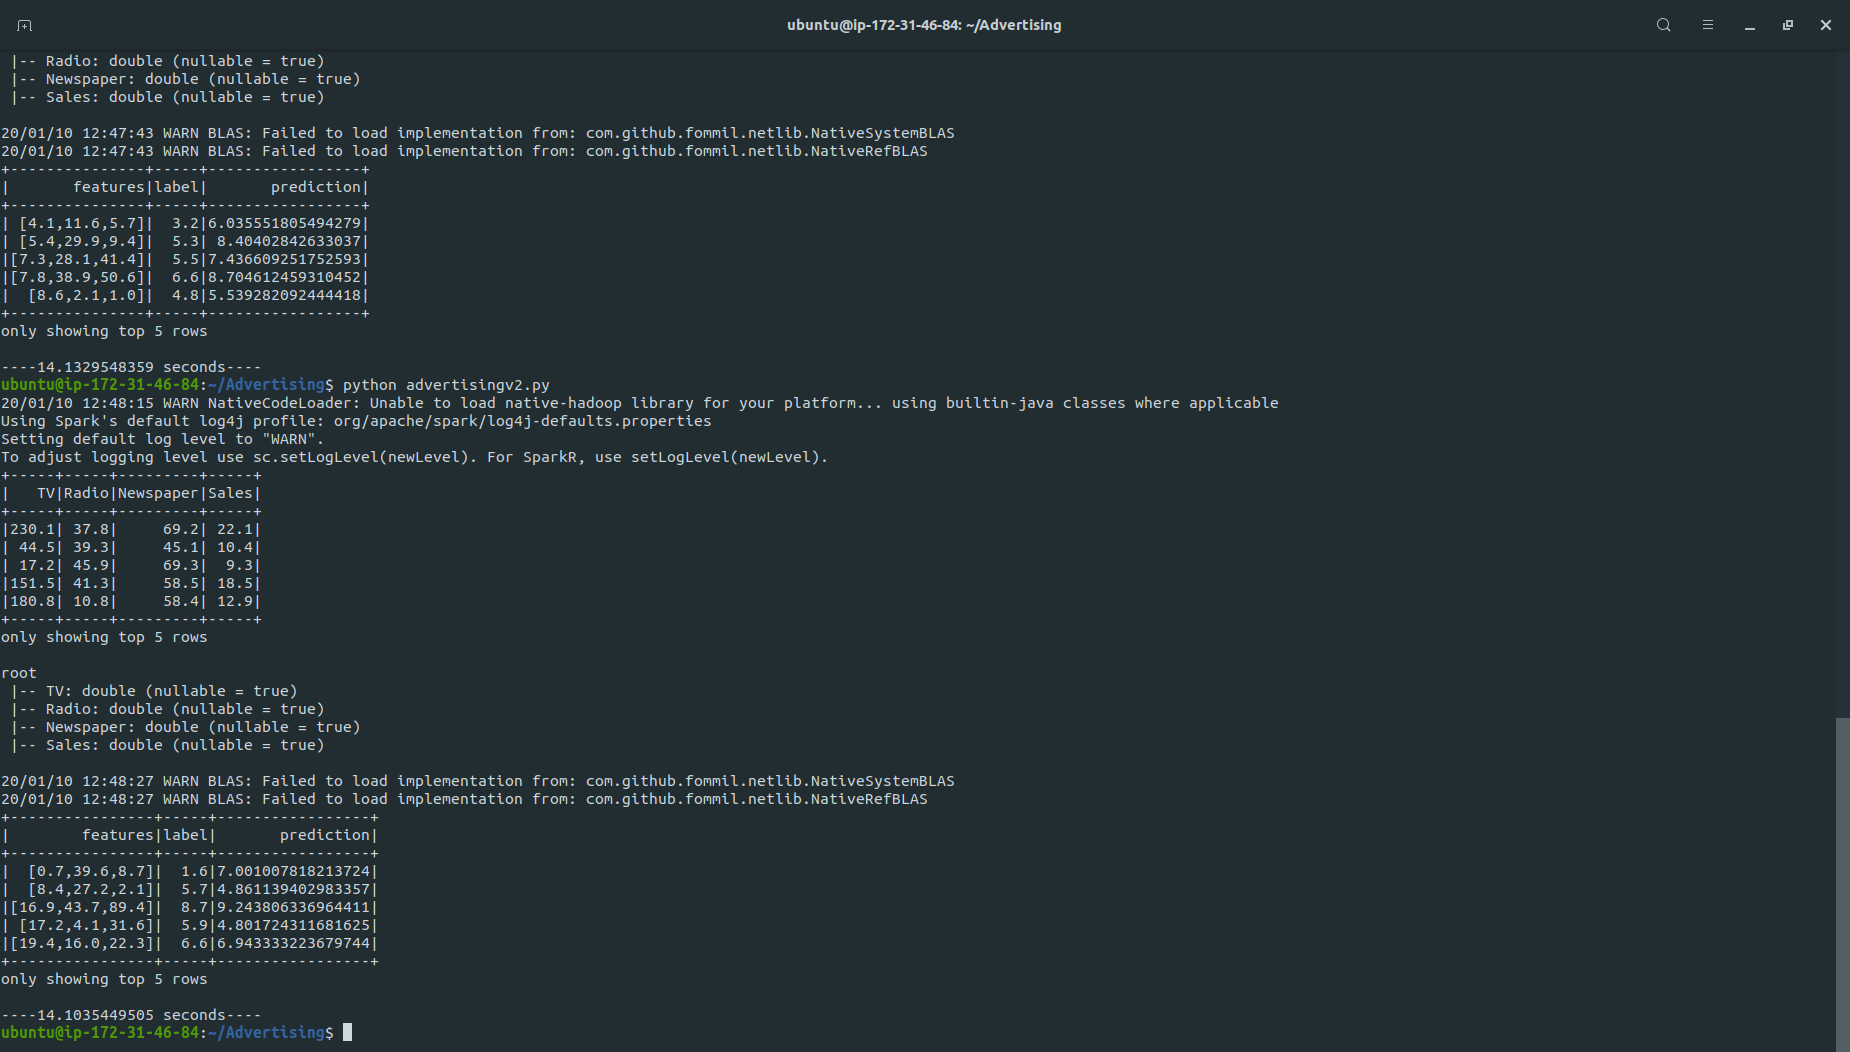 ubuntu@ip-172-31-46-84: ~/Advertising
 |-- Radio: double (nullable = true)
 |-- Newspaper: double (nullable = true)
 |-- Sales: double (nullable = true)

20/01/10 12:47:43 WARN BLAS: Failed to load implementation from: com.github.fommil.netlib.NativeSystemBLAS
20/01/10 12:47:43 WARN BLAS: Failed to load implementation from: com.github.fommil.netlib.NativeRefBLAS
+---------------+-----+-----------------+
|       features|label|       prediction|
+---------------+-----+-----------------+
| [4.1,11.6,5.7]|  3.2|6.035551805494279|
| [5.4,29.9,9.4]|  5.3| 8.40402842633037|
|[7.3,28.1,41.4]|  5.5|7.436609251752593|
|[7.8,38.9,50.6]|  6.6|8.704612459310452|
|  [8.6,2.1,1.0]|  4.8|5.539282092444418|
+---------------+-----+-----------------+
only showing top 5 rows

----14.1329548359 seconds----
ubuntu@ip-172-31-46-84:~/Advertising$ python advertisingv2.py
20/01/10 12:48:15 WARN NativeCodeLoader: Unable to load native-hadoop library for your platform... using builtin-java classes where applicable
Using Spark's default log4j profile: org/apache/spark/log4j-defaults.properties
Setting default log level to "WARN".
To adjust logging level use sc.setLogLevel(newLevel). For SparkR, use setLogLevel(newLevel).
+-----+-----+---------+-----+
|   TV|Radio|Newspaper|Sales|
+-----+-----+---------+-----+
|230.1| 37.8|     69.2| 22.1|
| 44.5| 39.3|     45.1| 10.4|
| 17.2| 45.9|     69.3|  9.3|
|151.5| 41.3|     58.5| 18.5|
|180.8| 10.8|     58.4| 12.9|
+-----+-----+---------+-----+
only showing top 5 rows

root
 |-- TV: double (nullable = true)
 |-- Radio: double (nullable = true)
 |-- Newspaper: double (nullable = true)
 |-- Sales: double (nullable = true)

20/01/10 12:48:27 WARN BLAS: Failed to load implementation from: com.github.fommil.netlib.NativeSystemBLAS
20/01/10 12:48:27 WARN BLAS: Failed to load implementation from: com.github.fommil.netlib.NativeRefBLAS
+----------------+-----+-----------------+
|        features|label|       prediction|
+----------------+-----+-----------------+
|  [0.7,39.6,8.7]|  1.6|7.001007818213724|
|  [8.4,27.2,2.1]|  5.7|4.861139402983357|
|[16.9,43.7,89.4]|  8.7|9.243806336964411|
| [17.2,4.1,31.6]|  5.9|4.801724311681625|
|[19.4,16.0,22.3]|  6.6|6.943333223679744|
+----------------+-----+-----------------+
only showing top 5 rows

----14.1035449505 seconds----
ubuntu@ip-172-31-46-84:~/Advertising$